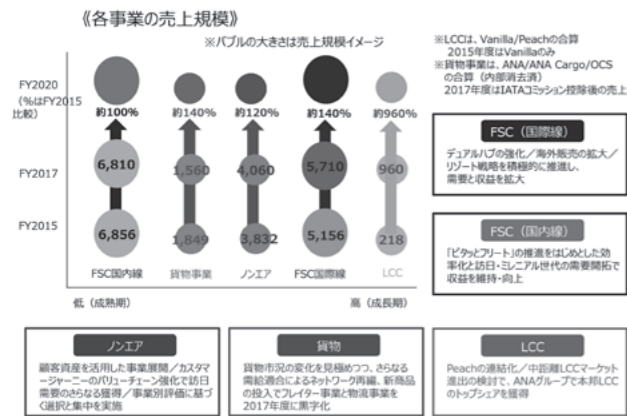 《各事業の売上規模》
※バブルの大きさは売上規模イメージ
※LCCは、Vanilla/Peachの合算
2015年度はVanillaのみ
※貨物事業は、ANA/ANA Cargo/OCS
の合算（内部消去済）
2017年度はIATAコミッション控除後の売上
FY2020
（%はFY2015
比較）
約100% 約140% 約120% 約140% 約960%
FY2017
6,810 1,560 4,060 5,710 960
FY2015
6,856 1,849 3,832 5,156 218
FSC国内線 貨物事業 ノンエア FSC国際線 LCC
低（成熟期） 高（成長期）
FSC（国際線）
デュアルハブの強化／海外販売の拡大／
リゾート戦略を積極的に推進し、
需要と収益を拡大
FSC（国内線）
「ピタッとフリート」の推進をはじめとした効
率化と訪日・ミレニアル世代の需要開拓で
収益を維持・向上
ノンエア
顧客資産を活用した事業展開／カスタマ
ージャーニーのバリューチェーン強化で訪日
需要のさらなる獲得／事業別評価に基づ
く選択と集中を実施
貨物
貨物市況の変化を見極めつつ、さらなる
需給適合によるネットワーク再編、新商品
の投入でフレイター事業と物流事業を
2017年度に黒字化
LCC
Peachの連結化／中距離LCCマーケット
進出の検討で、ANAグループで本邦LCC
のトップシェアを獲得